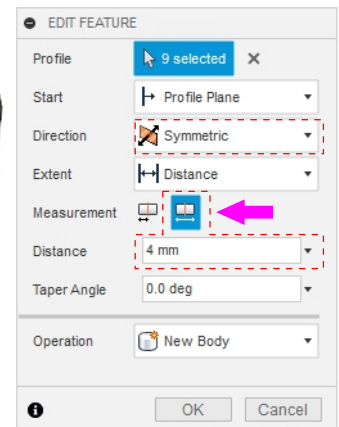 EDIT FEATURE
Profile 9 selected
Start Profile Plane
Direction Symmetric
Extent Distance
Measurement
Distance 4 mm
Taper Angle 0.0 deg
Operation New Body
OK Cancel